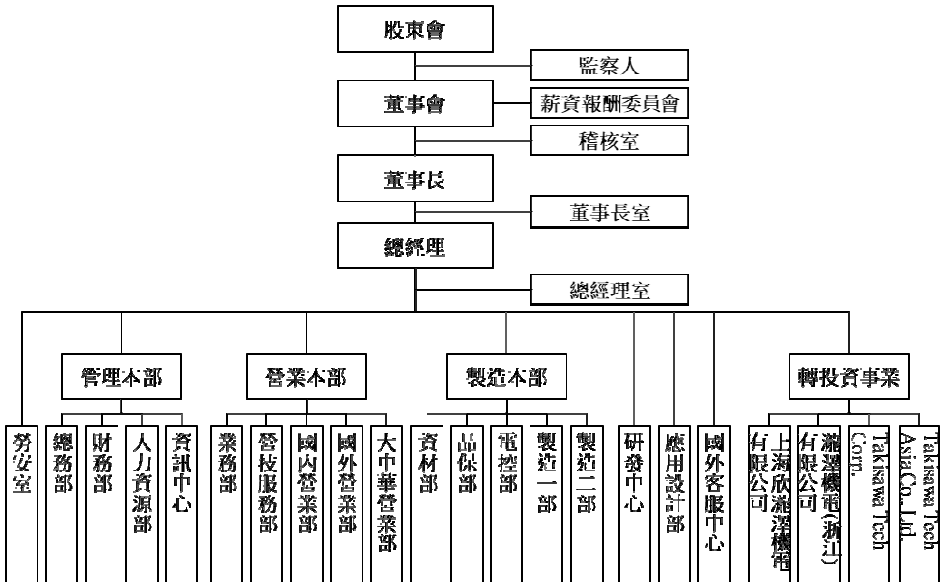 股東會
監察人
董事會
薪資報酬委員會
稽核室
董事長
董事長室
總經理
總經理室
管理本部
營業本部
製造本部
轉投資事業
勞安室
總務部
財務部
人力資源部
資訊中心
業務部
營技服務部
國內營業部
國外營業部
大中華營業部
資材部
品保部
電控部
製造一部
製造二部
研發中心
應用設計部
國外客服中心
上海欣瀧澤機電
有限公司
瀧澤機電(浙江)
有限公司
Takisawa Tech
Corp.
Takisawa Tech
Asia Co., Ltd.